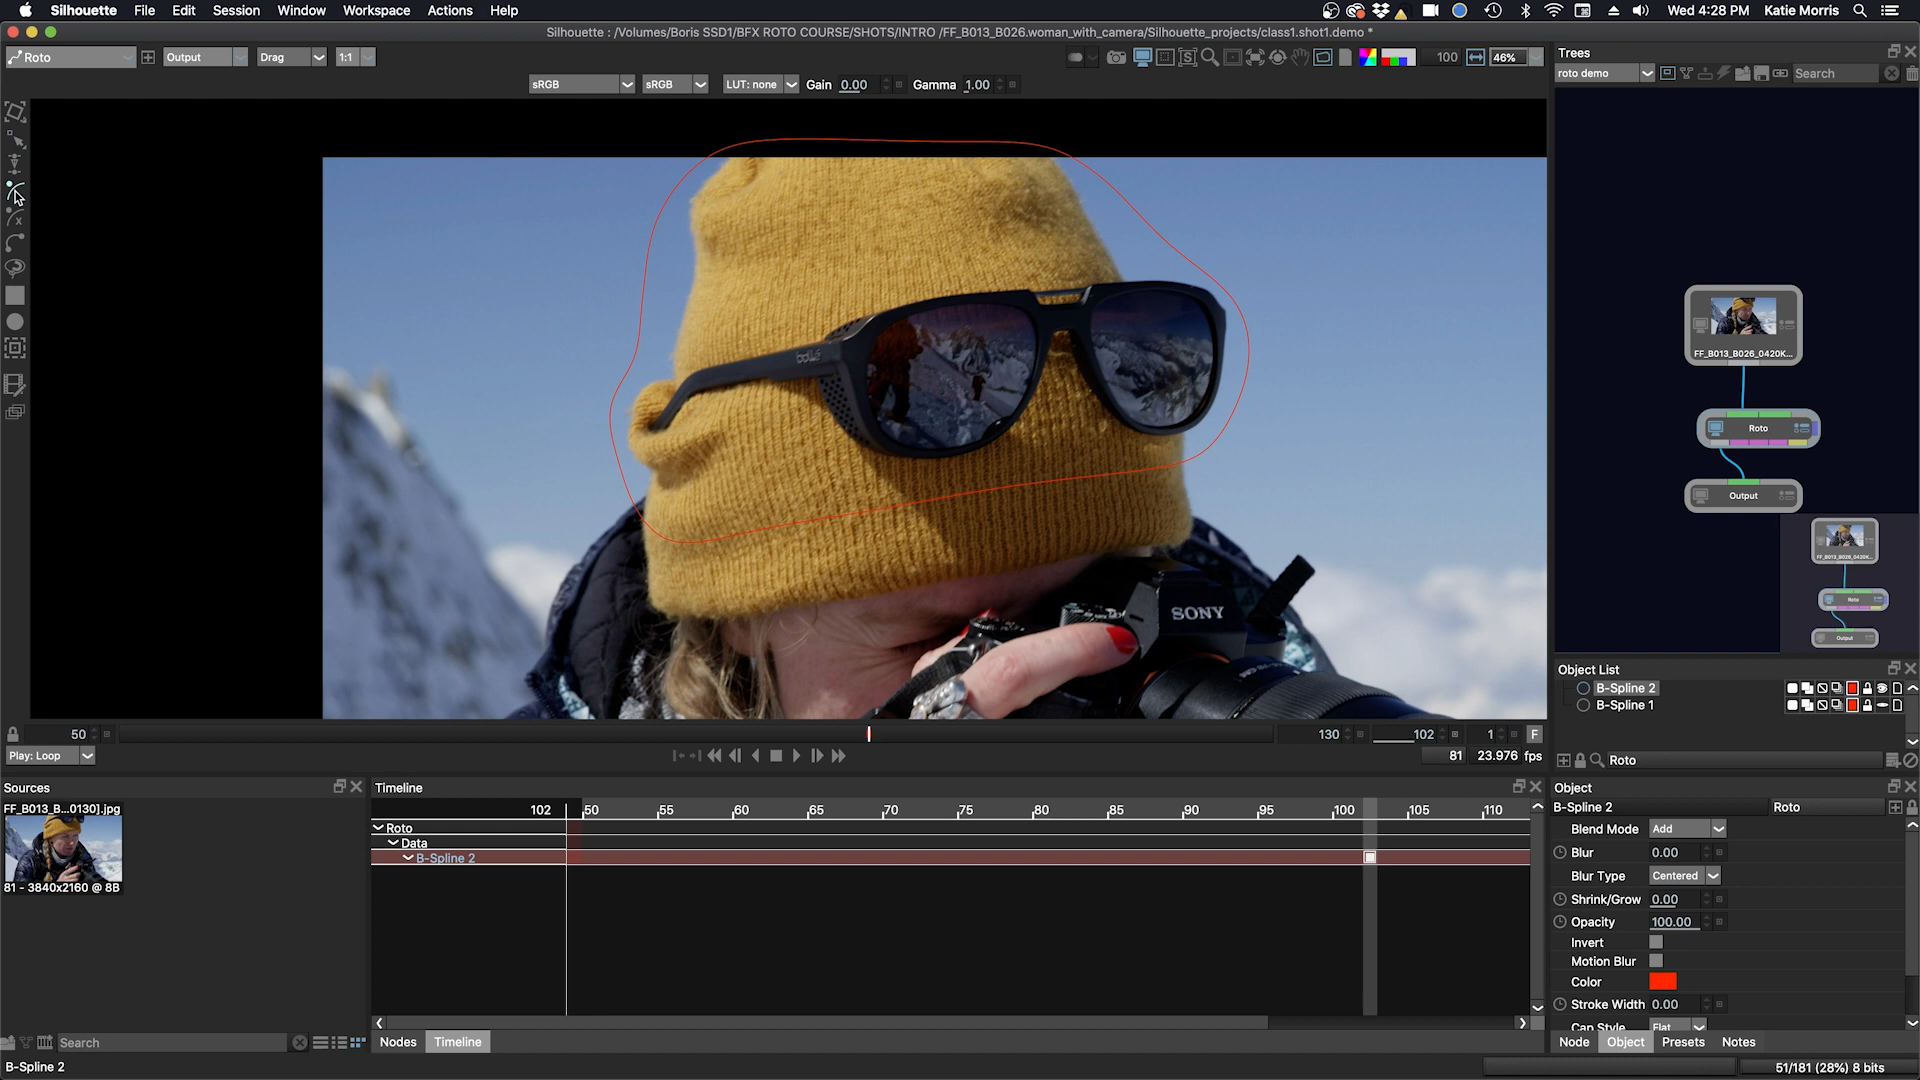 Silhouette File Edit Session Window Workspace Actions Help Wed 4:28 PM Katie Morris
Silhouette : /Volumes/Boris SSD1/BFX ROTO COURSE/SHOTS/INTRO /FF_B013_B026.woman_with_camera/Silhouette_projects/class1.shot1.demo *
Roto Output Drag 1:1 100 46%
sRGB sRGB LUT: none Gain 0.00 Gamma 1.00
Trees
roto demo Search
bollé
SONY
FF_B013_B026_0420K...
Roto
Output
FF_B013_B026_0420K...
Roto
Output
Object List
B-Spline 2
B-Spline 1
Roto
50 130 102 1 F
Play: Loop 81 23.976 fps
Sources
FF_B013_B...0130].jpg
81 - 3840x2160 @ 8B
Search
Timeline
102 50 55 60 65 70 75 80 85 90 95 100 105 110
Roto
Data
B-Spline 2
Nodes Timeline
Object
B-Spline 2 Roto
Blend Mode Add
Blur 0.00
Blur Type Centered
Shrink/Grow 0.00
Opacity 100.00
Invert
Motion Blur
Color
Stroke Width 0.00
Cap Style Flat
Node Object Presets Notes
B-Spline 2 51/181 (28%) 8 bits